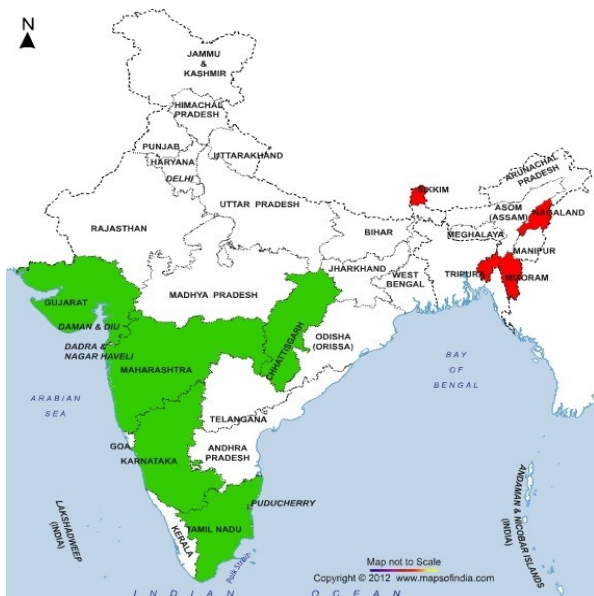 N
JAMMU
&
KASHMIR
HIMACHAL
PRADESH
PUNJAB
UTTARAKHAND
HARYANA
DELHI
ARUNACHAL
PRADESH
SIKKIM
UTTAR PRADESH
ASOM
(ASSAM)
NAGALAND
RAJASTHAN
BIHAR
MEGHALAYA
MANIPUR
JHARKHAND
WEST
BENGAL
TRIPURA
MIZORAM
GUJARAT
MADHYA PRADESH
CHHATTISGARH
DAMAN & DIU
ODISHA
(ORISSA)
DADRA &
NAGAR HAVELI
MAHARASHTRA
BAY
OF
BENGAL
ARABIAN
SEA
TELANGANA
GOA
KARNATAKA
ANDHRA
PRADESH
PUDUCHERRY
LAKSHADWEEP
(INDIA)
KERALA
TAMIL NADU
ANDAMAN & NICOBAR ISLANDS
(INDIA)
Palk Strait
Map not to Scale
Copyright © 2012 www.mapsofindia.com
INDIAN OCEAN